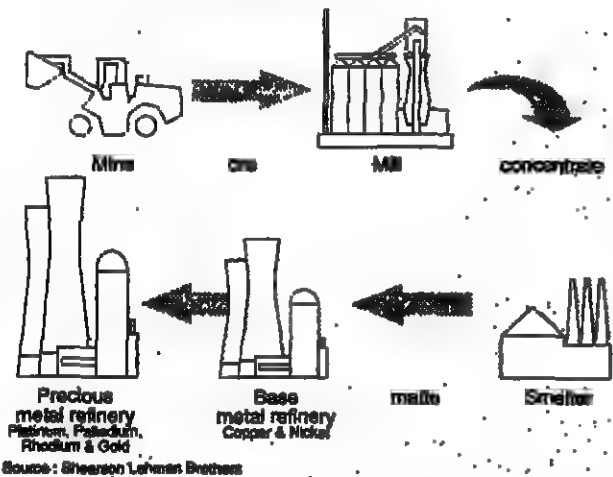 Mine
ore
Mill
concentrate
Precious
metal refinery
Platinum, Palladium,
Rhodium & Gold
Base
metal refinery
Copper & Nickel
matte
Smelter
Source: Shearson Lehman Brothers